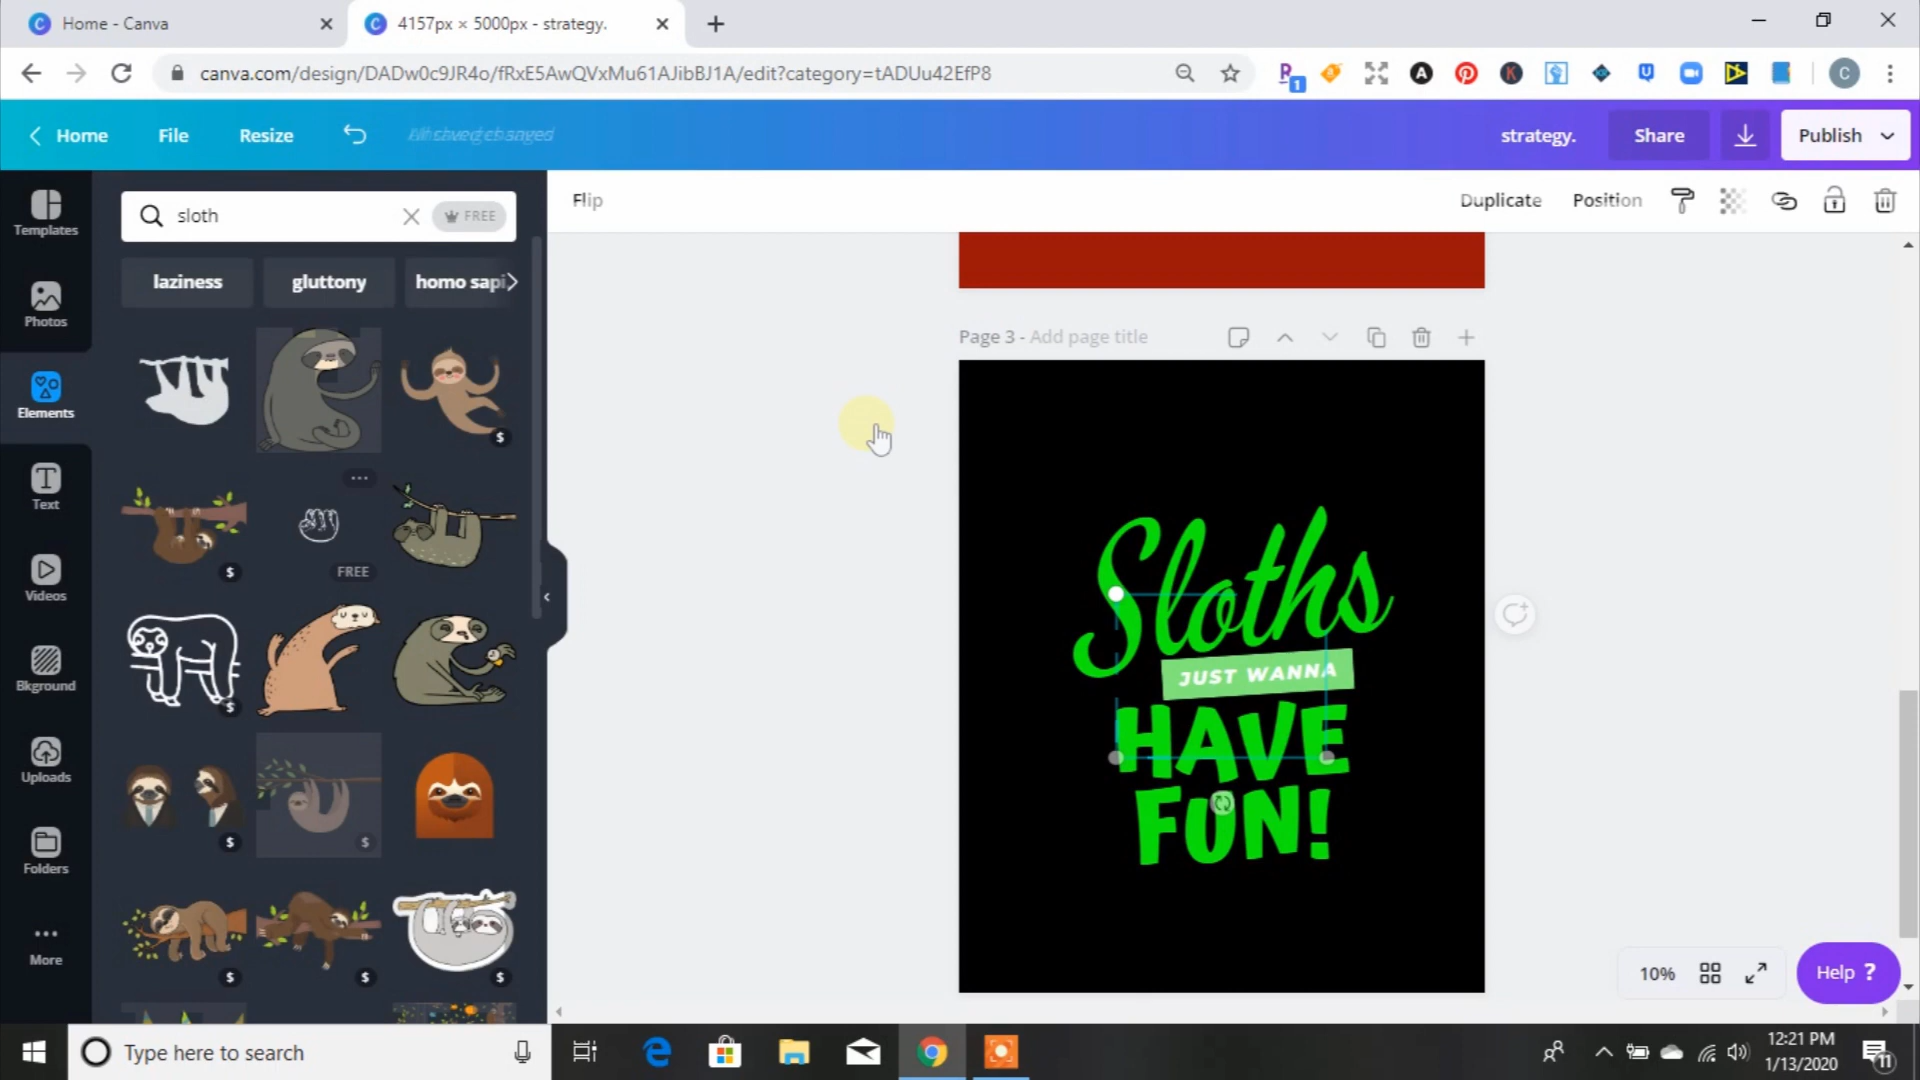 Home - Canva
4157px × 5000px - strategy.
canva.com/design/DADw0c9JR4o/fRxE5AwQVxMu61AJibBJ1A/edit?category=tADUu42EfP8
1
C
Home
File
Resize
strategy.
Share
Publish
Templates
Photos
Elements
Text
Videos
Bkground
Uploads
Folders
More
sloth
FREE
laziness
gluttony
homo sapi
FREE
Flip
Duplicate
Position
Page 3 - Add page title
Sloths
JUST WANNA
HAVE
FUN!
10%
Help ?
Type here to search
12:21 PM
1/13/2020
11